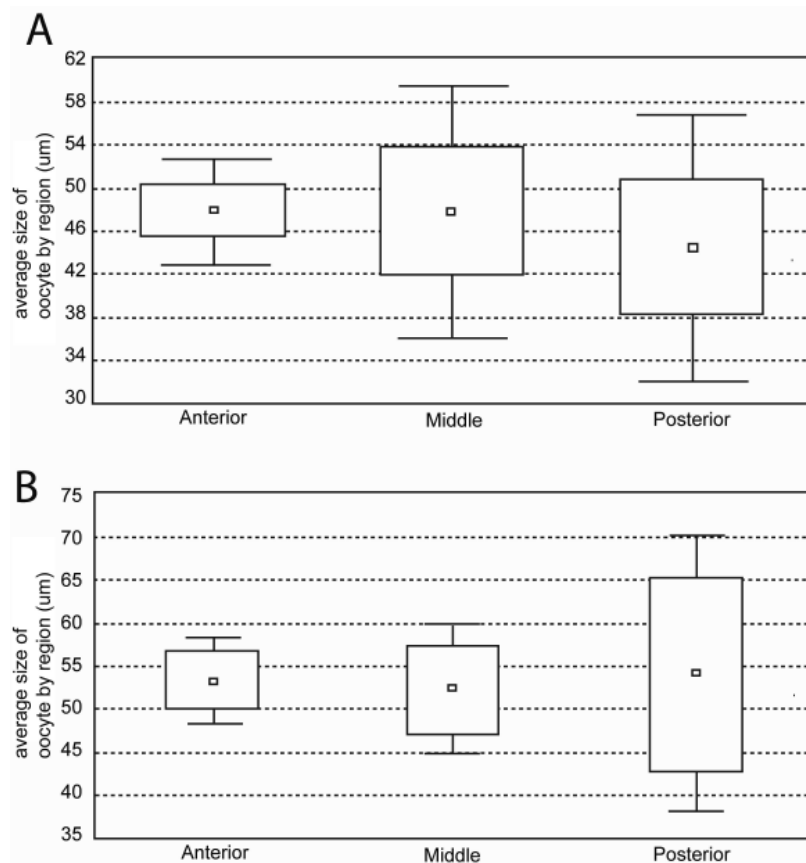 A
62
58
54
50
46
42
38
34
30
average size of
oocyte by region (um)
Anterior Middle Posterior
B
75
70
65
60
55
50
45
40
35
average size of
oocyte by region (um)
Anterior Middle Posterior